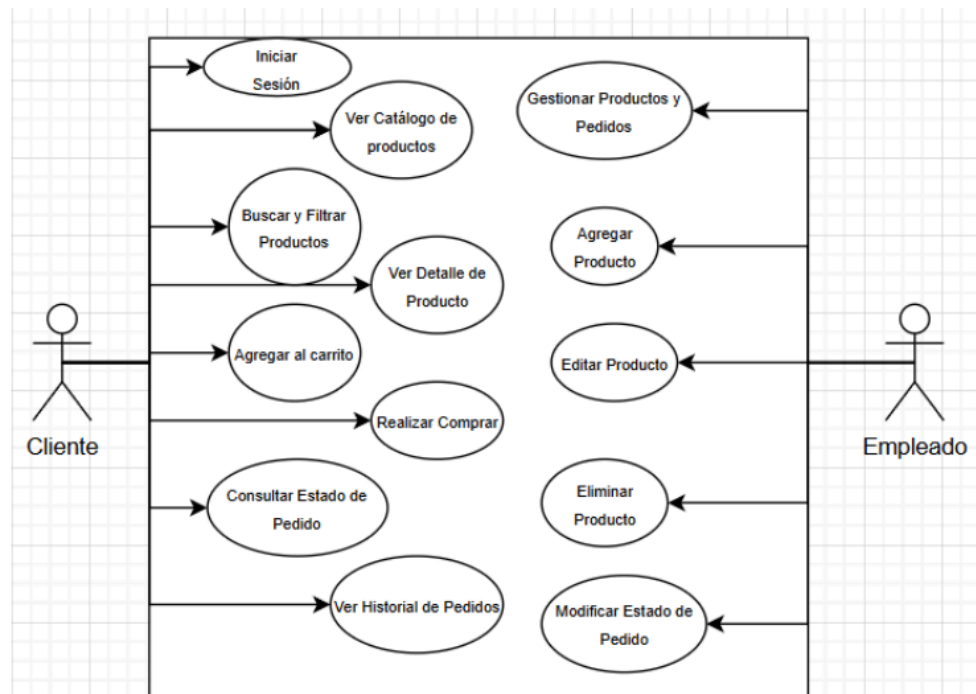 Iniciar
Sesión
Ver Catálogo de
productos
Gestionar Productos y
Pedidos
Buscar y Filtrar
Productos
Agregar
Producto
Ver Detalle de
Producto
Agregar al carrito
Editar Producto
Realizar Comprar
Cliente
Empleado
Consultar Estado de
Pedido
Eliminar
Producto
Ver Historial de Pedidos
Modificar Estado de
Pedido